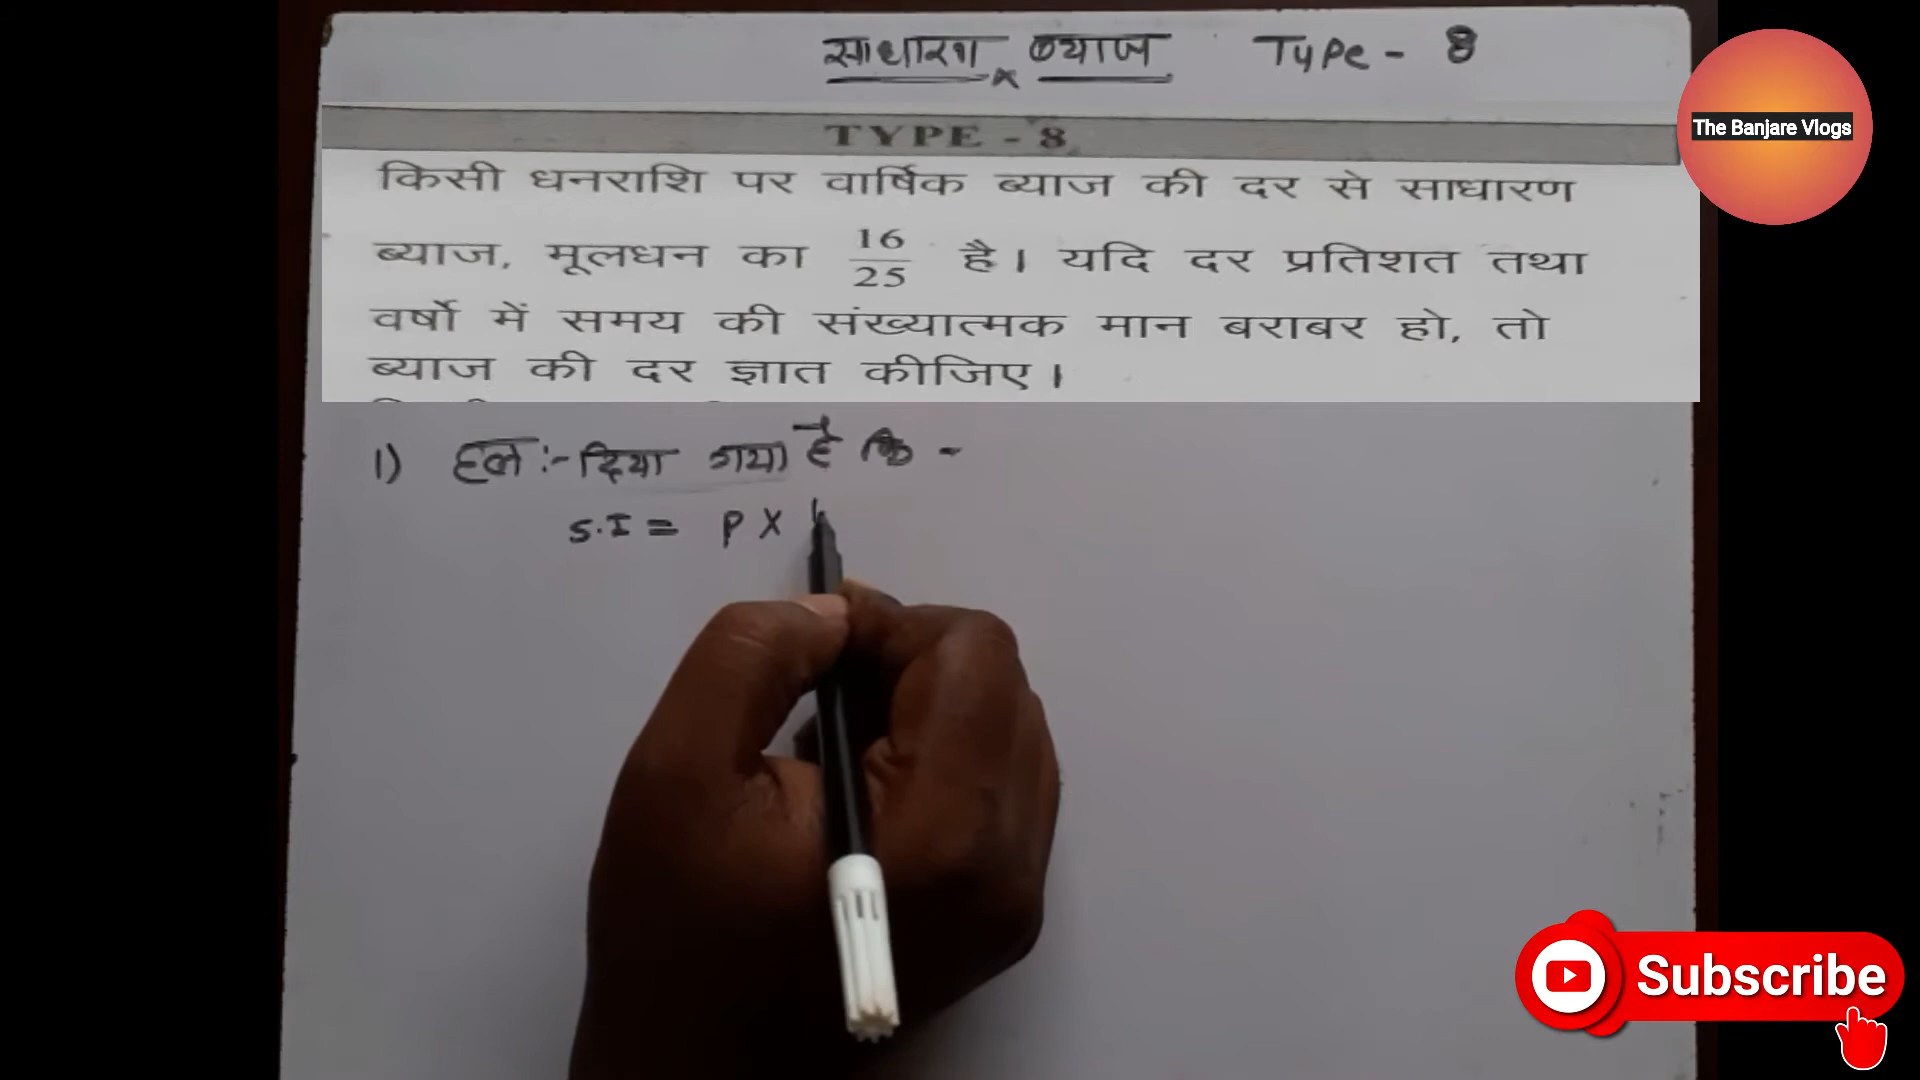 साधारण ब्याज Type - 8
The Banjare Vlogs
TYPE - 8
किसी धनराशि पर वार्षिक ब्याज की दर से साधारण
ब्याज, मूलधन का 16/25 है। यदि दर प्रतिशत तथा
वर्षो में समय की संख्यात्मक मान बराबर हो, तो
ब्याज की दर ज्ञात कीजिए।
1) हल :- दिया गया है कि -
S.I = P X
Subscribe